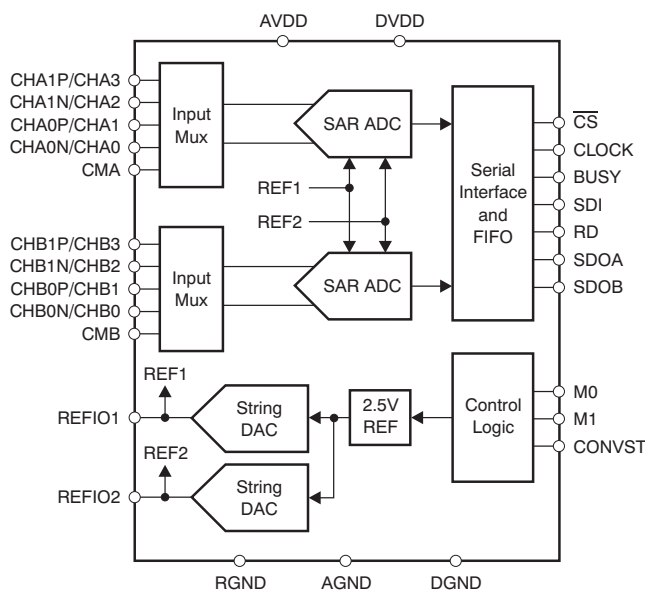 AVDD
DVDD
CHA1P/CHA3
CHA1N/CHA2
CHA0P/CHA1
CHA0N/CHA0
CMA
Input
Mux
SAR ADC
REF1
REF2
CHB1P/CHB3
CHB1N/CHB2
CHB0P/CHB1
CHB0N/CHB0
CMB
Input
Mux
SAR ADC
Serial
Interface
and
FIFO
CS
CLOCK
BUSY
SDI
RD
SDOA
SDOB
REF1
REFIO1
String
DAC
2.5V
REF
Control
Logic
M0
M1
CONVST
REF2
REFIO2
String
DAC
RGND
AGND
DGND